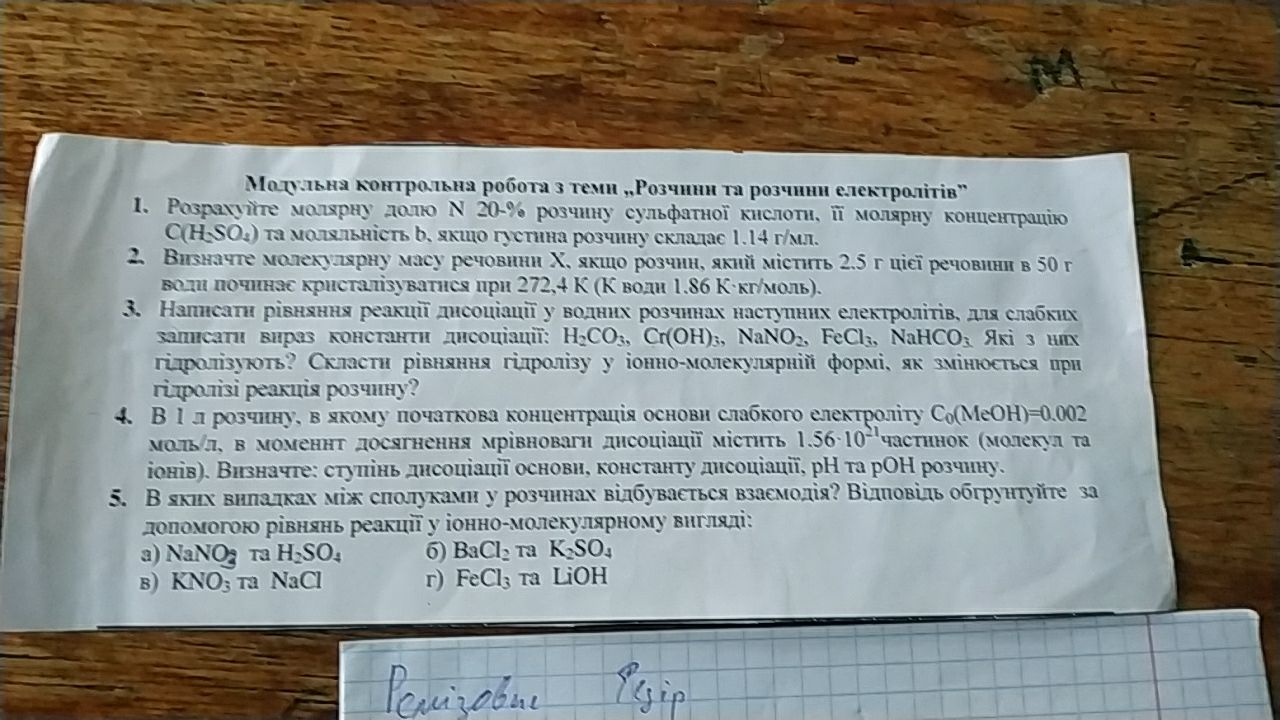 Модульна контрольна робота з теми „Розчини та розчини електролітів”
1. Розрахуйте молярну долю N 20-% розчину сульфатної кислоти, її молярну концентрацію
C(H₂SO₄) та моляльність b, якщо густина розчину складає 1.14 г/мл.
2. Визначте молекулярну масу речовини X, якщо розчин, який містить 2.5 г цієї речовини в 50 г
води починає кристалізуватися при 272,4 К (К води 1.86 К·кг/моль).
3. Написати рівняння реакції дисоціації у водних розчинах наступних електролітів, для слабких
записати вираз константи дисоціації: H₂CO₃, Cr(OH)₃, NaNO₂, FeCl₃, NaHCO₃. Які з них
гідролізують? Скласти рівняння гідролізу у іонно-молекулярній формі, як змінюється при
гідролізі реакція розчину?
4. В 1 л розчину, в якому початкова концентрація основи слабкого електроліту C₀(MeOH)=0.002
моль/л, в моменнт досягнення мрівноваги дисоціації містить 1.56·10²¹частинок (молекул та
іонів). Визначте: ступінь дисоціації основи, константу дисоціації, pH та pOH розчину.
5. В яких випадках між сполуками у розчинах відбувається взаємодія? Відповідь обгрунтуйте за
допомогою рівнянь реакції у іонно-молекулярному вигляді:
а) NaNO₂ та H₂SO₄ б) BaCl₂ та K₂SO₄
в) KNO₃ та NaCl г) FeCl₃ та LiOH